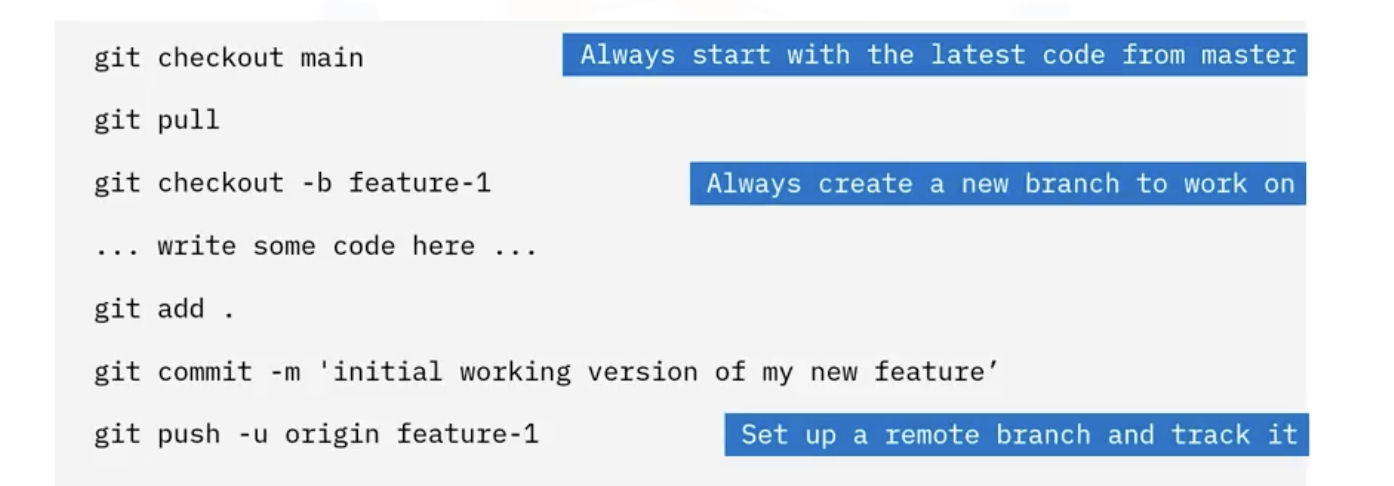 git checkout main
Always start with the latest code from master
git pull
git checkout -b feature-1
Always create a new branch to work on
... write some code here ...
git add .
git commit -m 'initial working version of my new feature’
git push -u origin feature-1
Set up a remote branch and track it